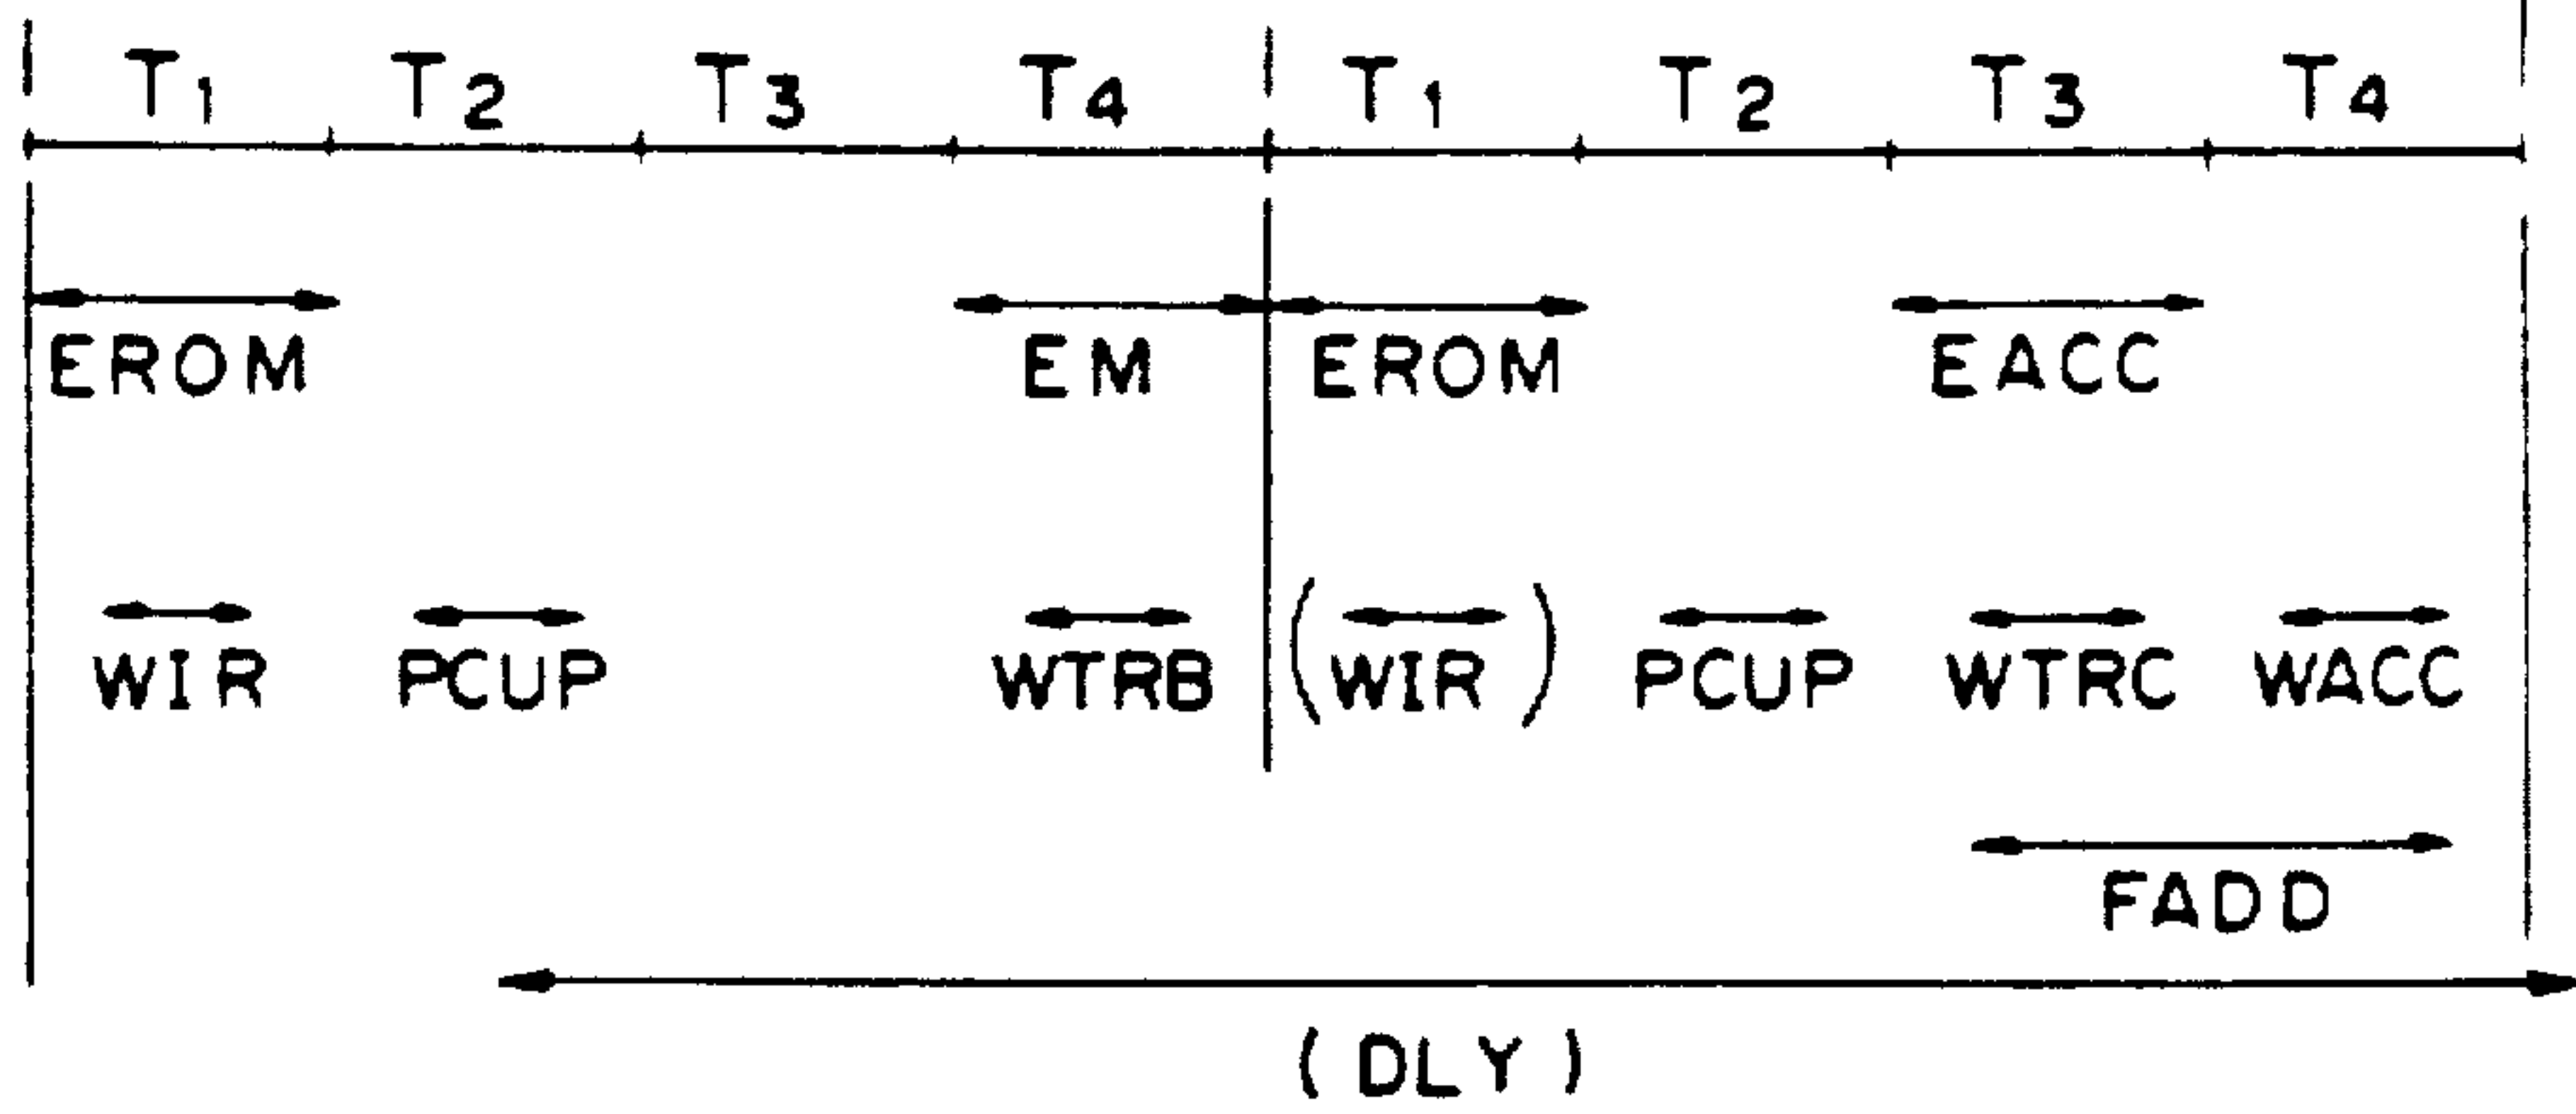 T1 T2 T3 T4 T1 T2 T3 T4
EROM EM EROM EACC
WIR PCUP WTRB (WIR) PCUP WTRC WACC
FADD
(DLY)